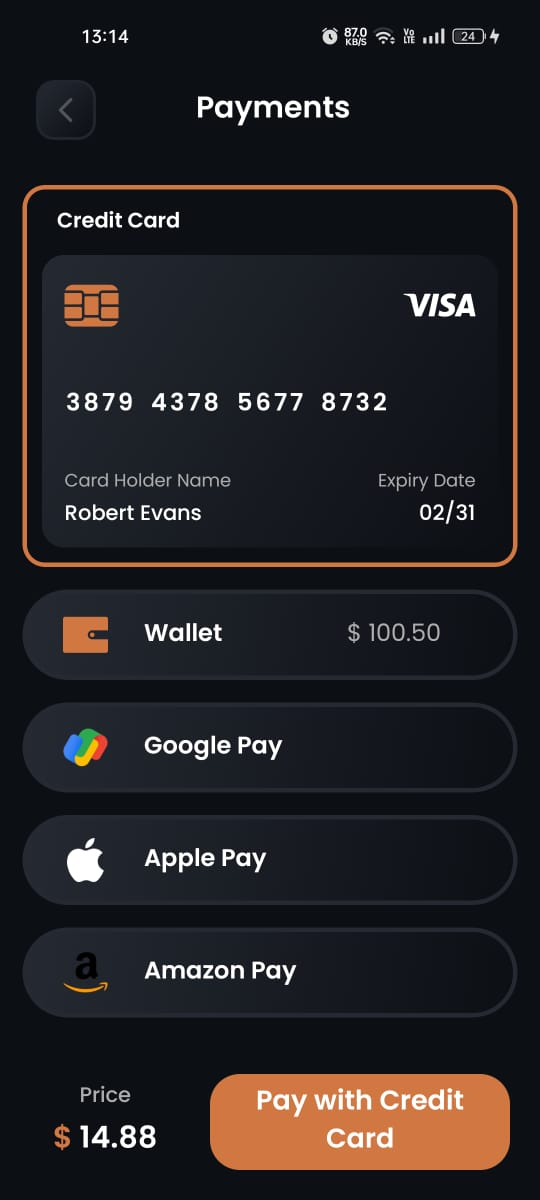 13:14
87.0
KB/S
Vo
LTE
24
Payments
Credit Card
VISA
3879 4378 5677 8732
Card Holder Name
Expiry Date
Robert Evans
02/31
Wallet
$ 100.50
Google Pay
Apple Pay
a
Amazon Pay
Price
$ 14.88
Pay with Credit
Card